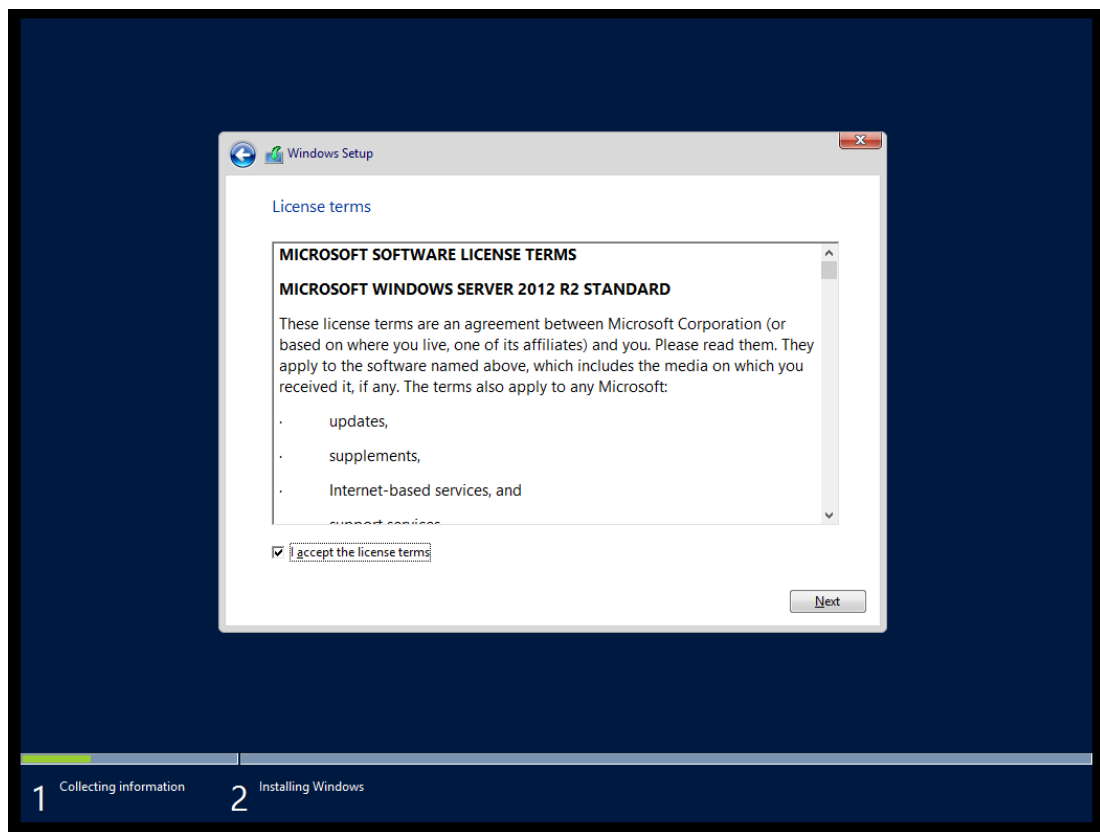 Windows Setup
x
License terms
MICROSOFT SOFTWARE LICENSE TERMS
MICROSOFT WINDOWS SERVER 2012 R2 STANDARD
These license terms are an agreement between Microsoft Corporation (or
based on where you live, one of its affiliates) and you. Please read them. They
apply to the software named above, which includes the media on which you
received it, if any. The terms also apply to any Microsoft:
· updates,
· supplements,
· Internet-based services, and
support services
I accept the license terms
Next
1 Collecting information 2 Installing Windows